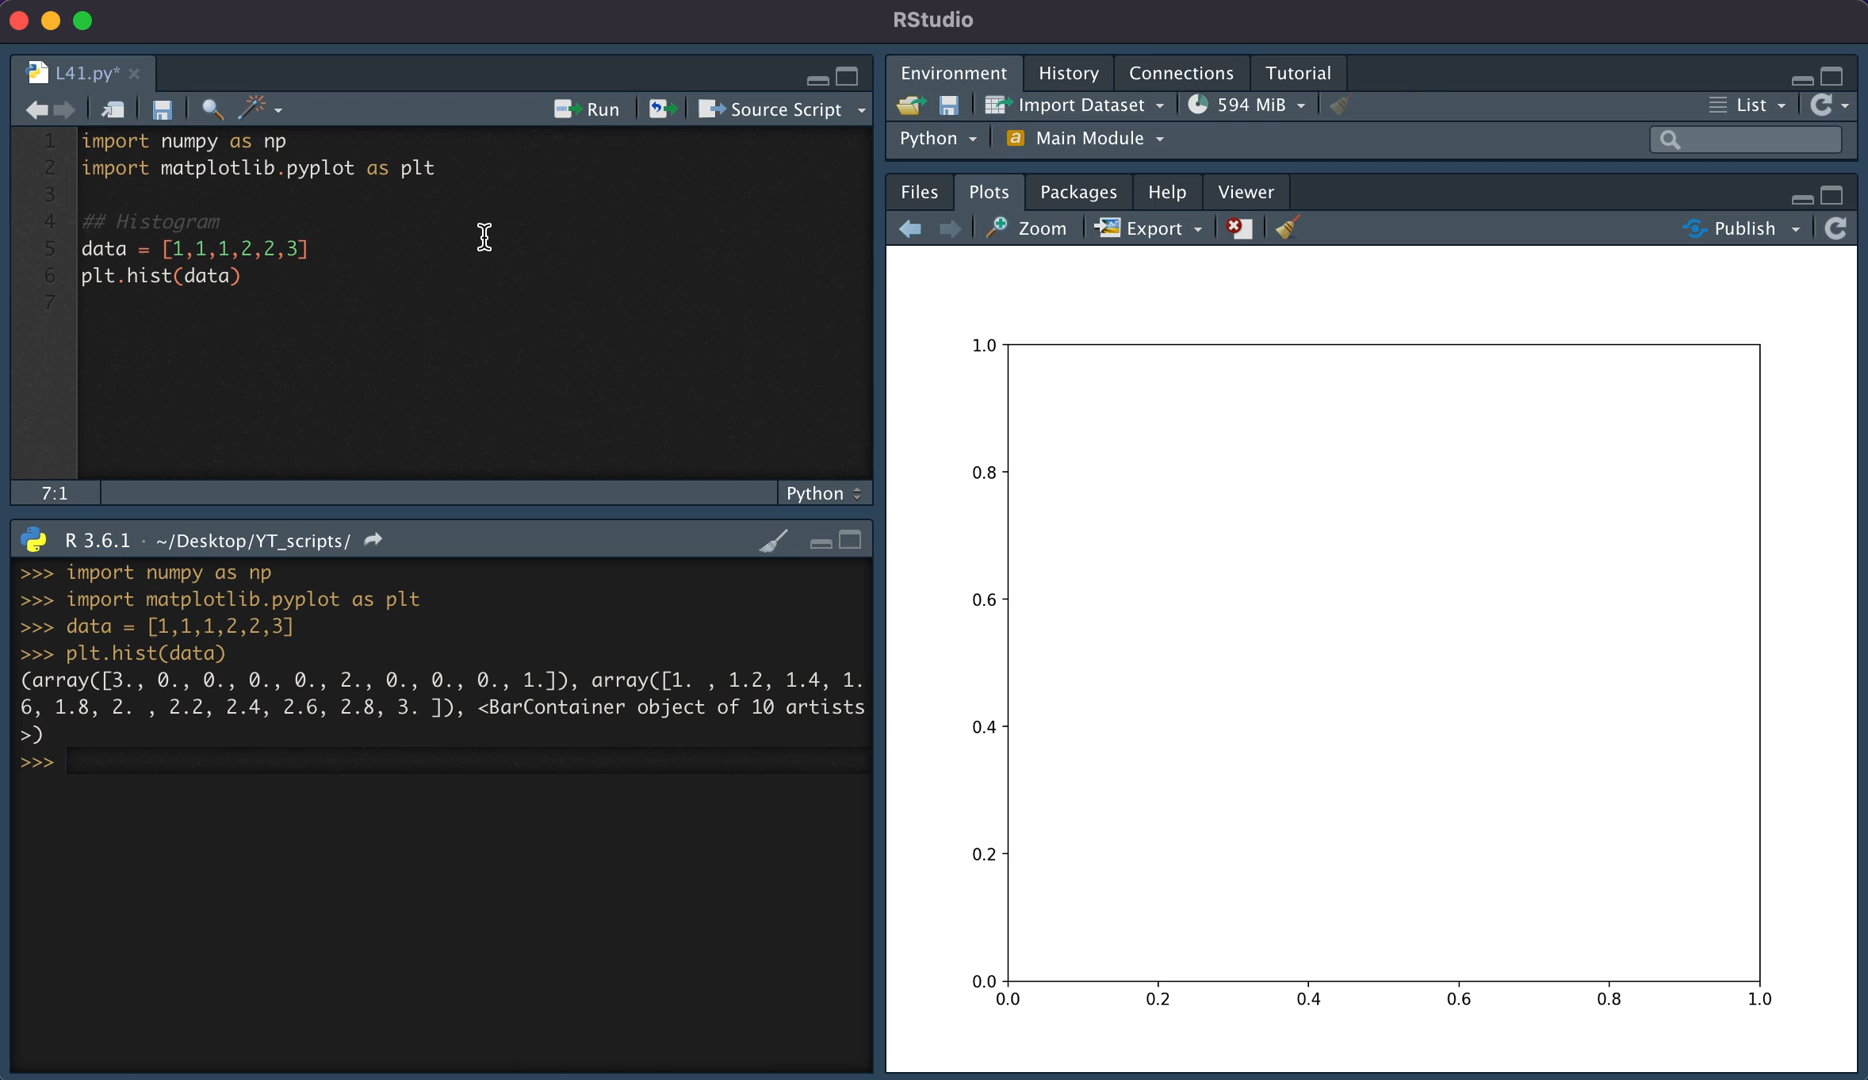 RStudio
L41.py*
Run
Source Script
1 import numpy as np
2 import matplotlib.pyplot as plt
3
4 ## Histogram
5 data = [1,1,1,2,2,3]
6 plt.hist(data)
7
7:1
Python
R 3.6.1 · ~/Desktop/YT_scripts/
>>> import numpy as np
>>> import matplotlib.pyplot as plt
>>> data = [1,1,1,2,2,3]
>>> plt.hist(data)
(array([3., 0., 0., 0., 0., 2., 0., 0., 0., 1.]), array([1. , 1.2, 1.4, 1.
6, 1.8, 2. , 2.2, 2.4, 2.6, 2.8, 3. ]), <BarContainer object of 10 artists
>)
>>>
Environment History Connections Tutorial
Import Dataset 594 MiB List
Python a Main Module
Files Plots Packages Help Viewer
Zoom Export Publish
1.0
0.8
0.6
0.4
0.2
0.0
0.0 0.2 0.4 0.6 0.8 1.0